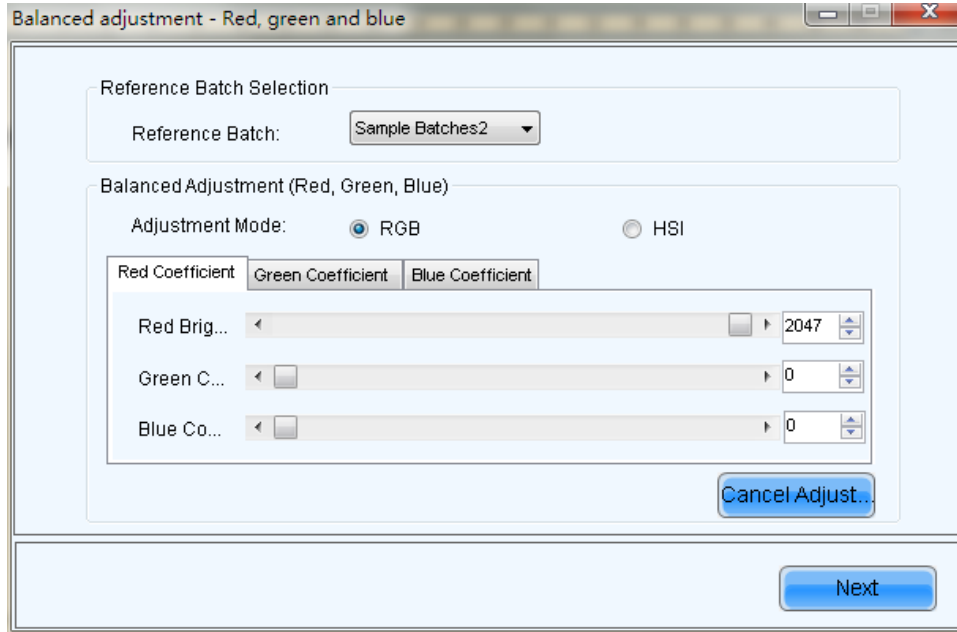 Balanced adjustment - Red, green and blue
Reference Batch Selection
Reference Batch: Sample Batches2
Balanced Adjustment (Red, Green, Blue)
Adjustment Mode: RGB HSI
Red Coefficient Green Coefficient Blue Coefficient
Red Brig... 2047
Green C... 0
Blue Co... 0
Cancel Adjust...
Next